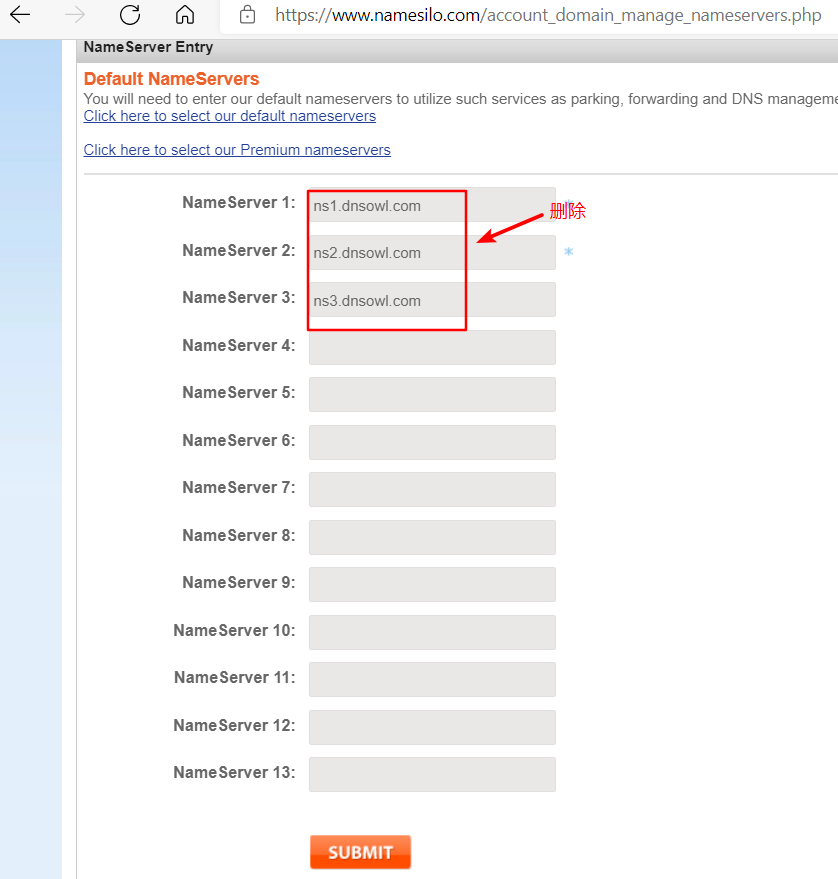 https://www.namesilo.com/account_domain_manage_nameservers.php
NameServer Entry
Default NameServers
You will need to enter our default nameservers to utilize such services as parking, forwarding and DNS manageme
Click here to select our default nameservers
Click here to select our Premium nameservers
NameServer 1: ns1.dnsowl.com * 删除
NameServer 2: ns2.dnsowl.com *
NameServer 3: ns3.dnsowl.com
NameServer 4:
NameServer 5:
NameServer 6:
NameServer 7:
NameServer 8:
NameServer 9:
NameServer 10:
NameServer 11:
NameServer 12:
NameServer 13:
SUBMIT